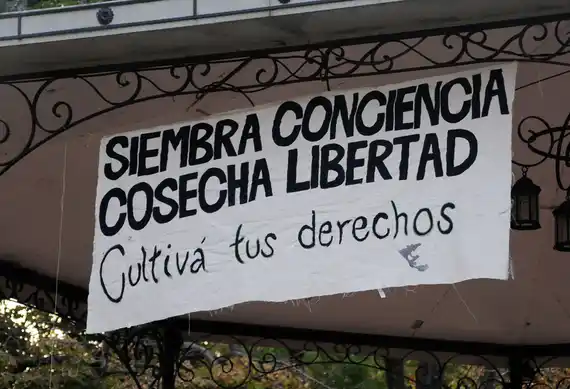 SIEMBRA CONCIENCIA
COSECHA LIBERTAD
Cultivá tus derechos